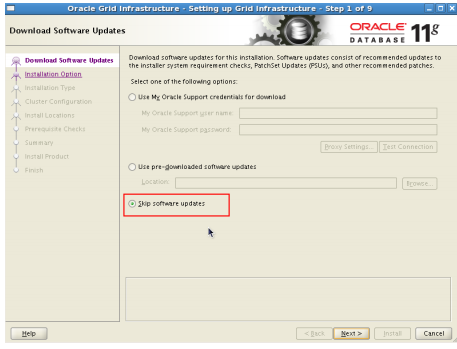 Oracle Grid Infrastructure - Setting up Grid Infrastructure - Step 1 of 9
Download Software Updates
ORACLE 11g
DATABASE
Download Software Updates
Installation Option
Installation Type
Cluster Configuration
Install Locations
Prerequisite Checks
Summary
Install Product
Finish
Download software updates for this installation. Software updates consist of recommended updates to
the installer system requirement checks, PatchSet Updates (PSUs), and other recommended patches.
Select one of the following options:
Use My Oracle Support credentials for download
My Oracle Support user name:
My Oracle Support password:
Proxy Settings... Test Connection
Use pre-downloaded software updates
Location: Browse...
Skip software updates
Help < Back Next > Install Cancel